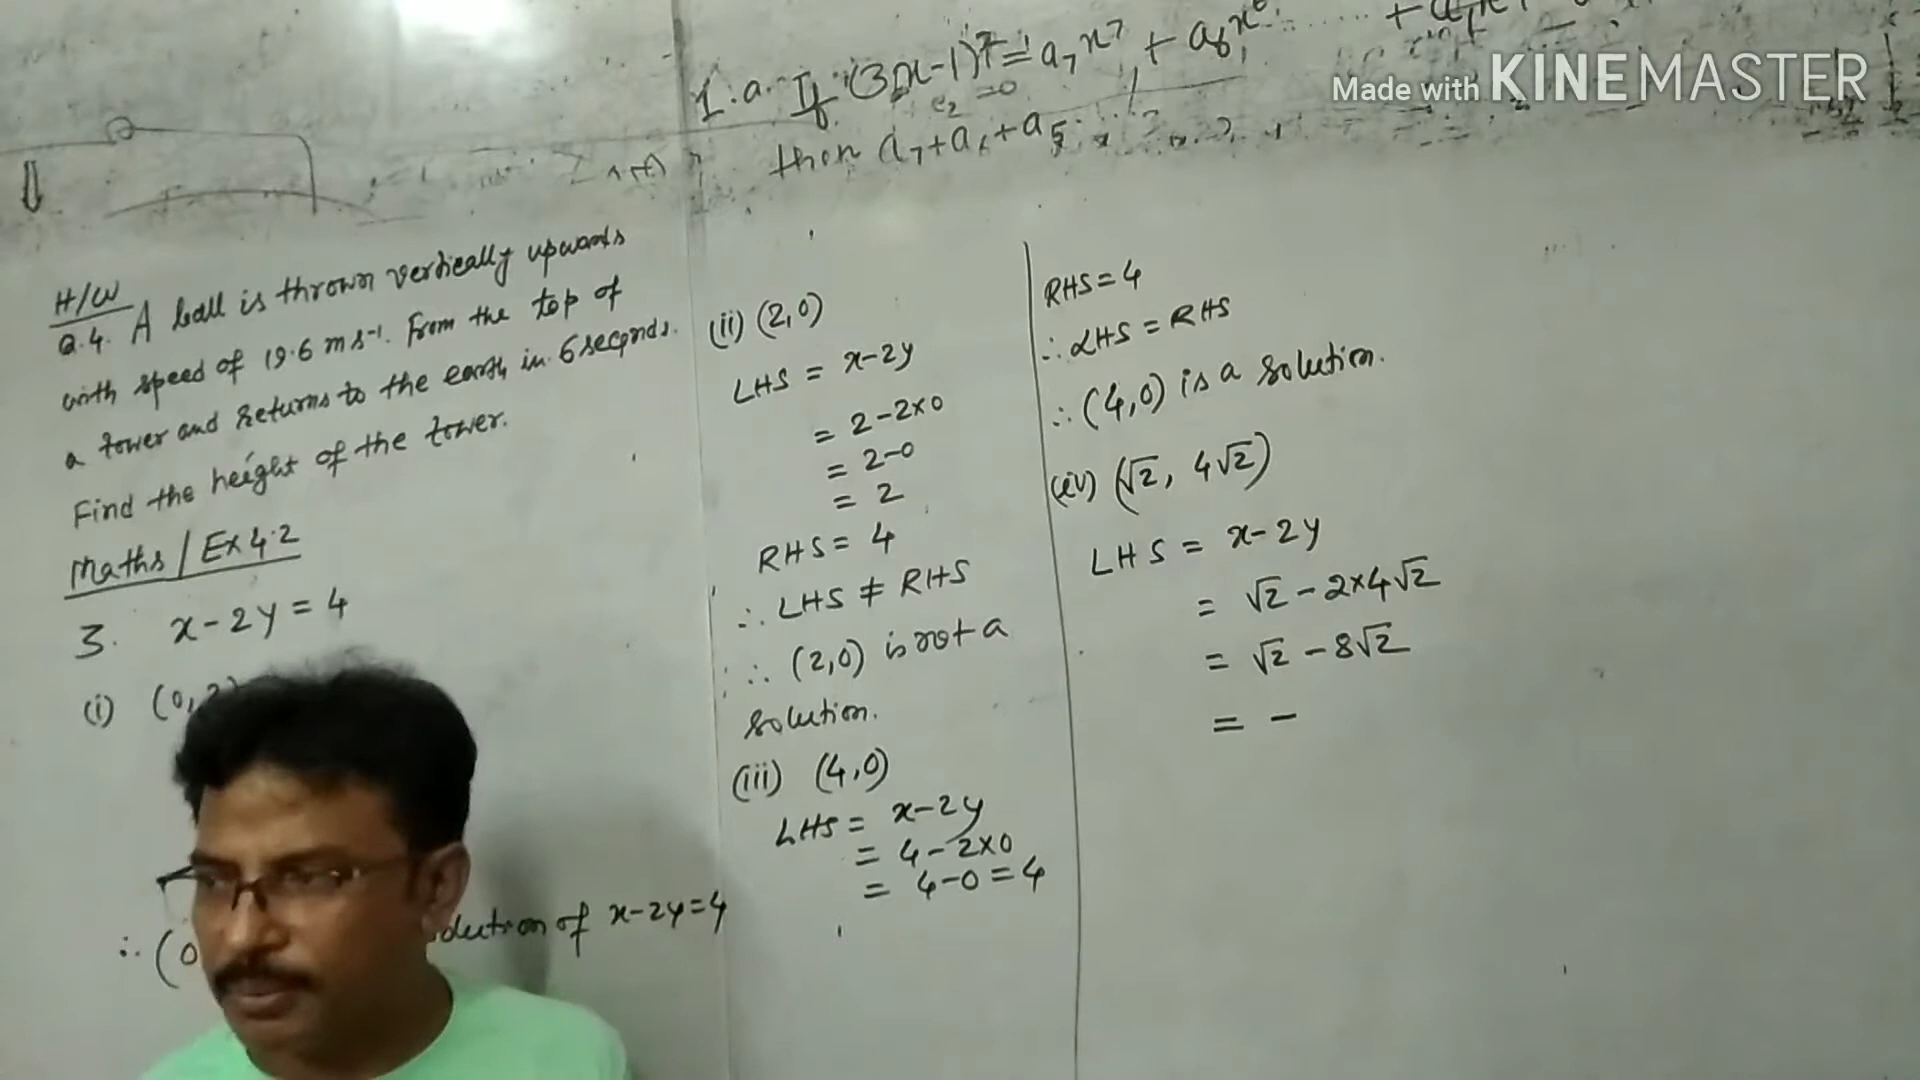 Made with KINEMASTER
1.a. If (3x-1)⁷ = a₇x⁷ + a₆x⁶
then a₇+a₆+a₅
H/W
Q.4. A ball is thrown vertically upwards
with speed of 19.6 ms⁻¹. From the top of
a tower and returns to the earth in 6 seconds.
Find the height of the tower.
Maths / Ex 4.2
3. x-2y = 4
(i) (0,2)
∴ (0 solution of x-2y=4
(ii) (2,0)
LHS = x-2y
= 2-2×0
= 2-0
= 2
RHS = 4
∴ LHS ≠ RHS
∴ (2,0) is not a
solution.
(iii) (4,0)
LHS = x-2y
= 4-2×0
= 4-0 = 4
RHS = 4
∴ LHS = RHS
∴ (4,0) is a solution.
(iv) (√2, 4√2)
LHS = x-2y
= √2 - 2×4√2
= √2 - 8√2
= -